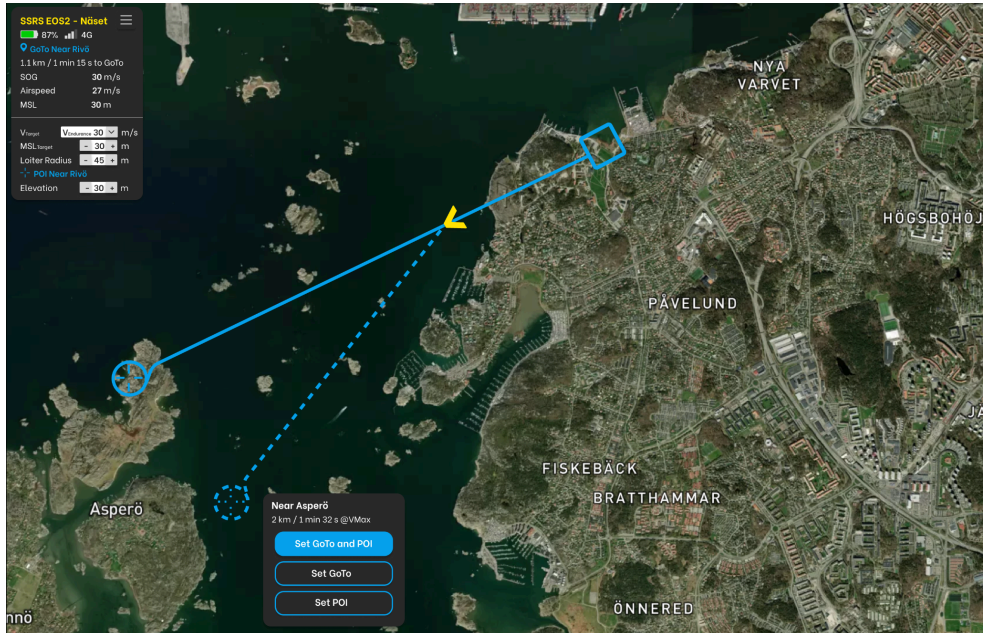 SSRS EOS2 - Näset
87% 4G
GoTo Near Rivö
1.1 km / 1 min 15 s to GoTo
SOG 30 m/s
Airspeed 27 m/s
MSL 30 m
VTarget VEndurense 30 m/s
MSLTarget - 30 + m
Loiter Radius - 45 + m
POI Near Rivö
Elevation - 30 + m
NYA
VARVET
HÖGSBOHÖJ
PÅVELUND
JA
FISKEBÄCK
BRATTHAMMAR
Asperö
Near Asperö
2 km / 1 min 32 s @VMax
Set GoTo and POI
Set GoTo
Set POI
ÖNNERED
nnö